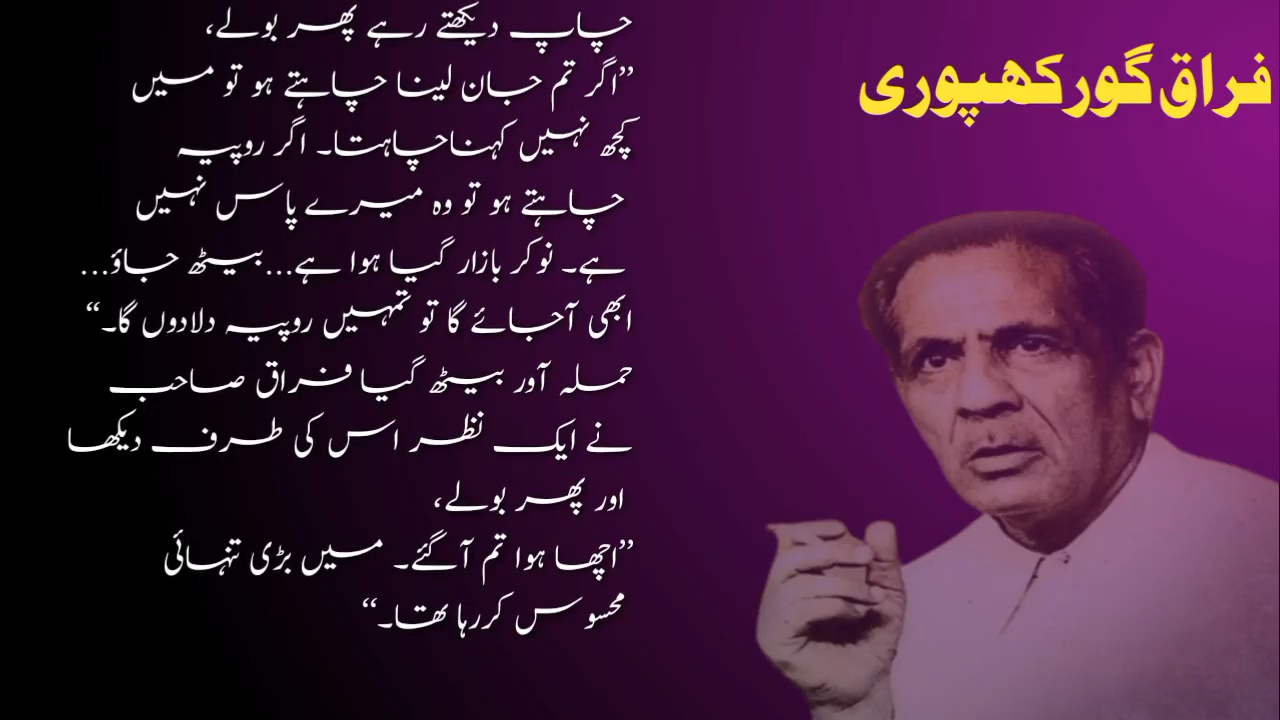 فراق گورکھپوری
چاپ دیکھتے رہے پھر بولے،
”اگر تم جان لینا چاہتے ہو تو میں
کچھ نہیں کہناچاہتا۔ اگر روپیہ
چاہتے ہو تو وہ میرے پاس نہیں
ہے۔ نوکر بازار گیا ہوا ہے...بیٹھ جاؤ...
ابھی آجائے گا تو تمہیں روپیہ دلادوں گا۔“
حملہ آور بیٹھ گیا فراق صاحب
نے ایک نظر اس کی طرف دیکھا
اور پھر بولے،
”اچھا ہوا تم آگئے۔ میں بڑی تنہائی
محسوس کررہا تھا۔“